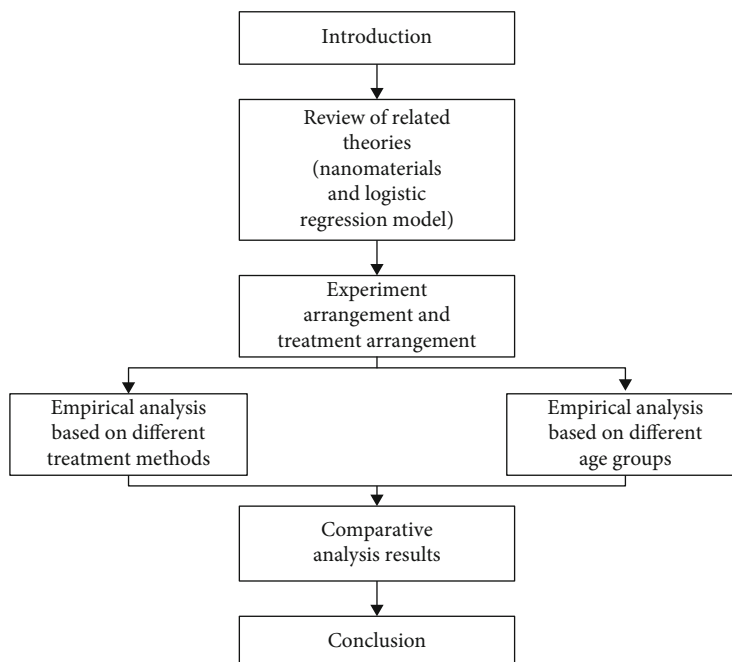 Introduction
Review of related
theories
(nanomaterials
and logistic
regression model)
Experiment
arrangement and
treatment arrangement
Empirical analysis
based on different
treatment methods
Empirical analysis
based on different
age groups
Comparative
analysis results
Conclusion